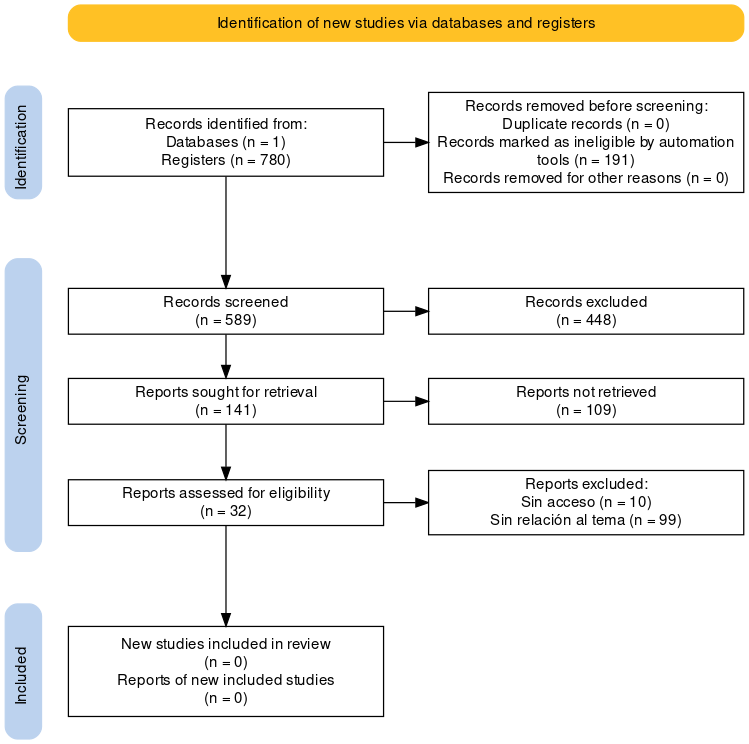 Identification of new studies via databases and registers
Identification
Records identified from:
Databases (n = 1)
Registers (n = 780)
Records removed before screening:
Duplicate records (n = 0)
Records marked as ineligible by automation
tools (n = 191)
Records removed for other reasons (n = 0)
Screening
Records screened
(n = 589)
Records excluded
(n = 448)
Reports sought for retrieval
(n = 141)
Reports not retrieved
(n = 109)
Reports assessed for eligibility
(n = 32)
Reports excluded:
Sin acceso (n = 10)
Sin relación al tema (n = 99)
Included
New studies included in review
(n = 0)
Reports of new included studies
(n = 0)